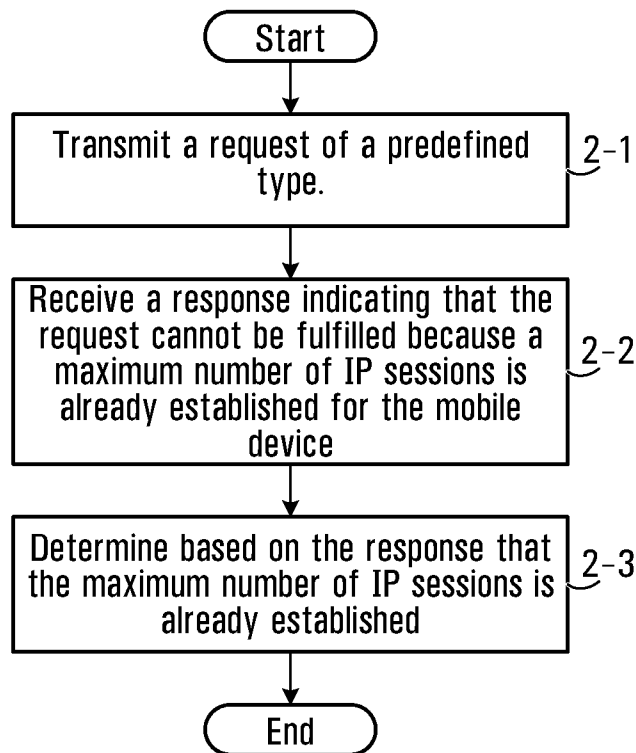 Start
Transmit a request of a predefined
type.
2-1
Receive a response indicating that the
request cannot be fulfilled because a
maximum number of IP sessions is
already established for the mobile
device
2-2
Determine based on the response that
the maximum number of IP sessions is
already established
2-3
End